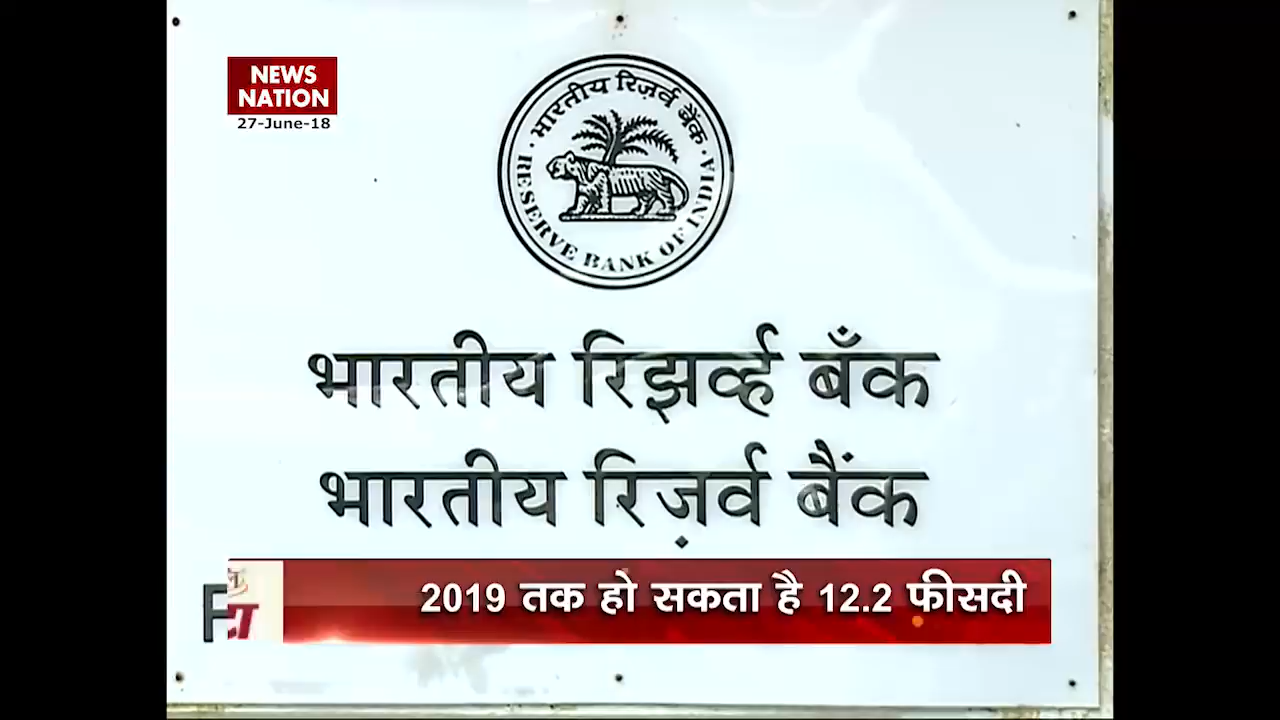 NEWS
NATION
27-June-18
भारतीय रिज़र्व बैंक
RESERVE BANK OF INDIA
भारतीय रिझर्व्ह बँक
भारतीय रिज़र्व बैंक
2019 तक हो सकता है 12.2 फीसदी